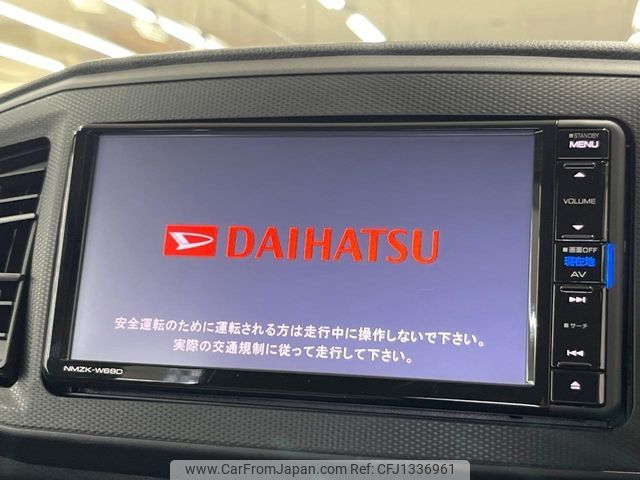 STANDBY
MENU
VOLUME
DAIHATSU
画面OFF
現在地
AV
サーチ
安全運転のために運転される方は走行中に操作しないで下さい。
実際の交通規制に従って走行して下さい。
NMZK-W68D
www.CarFromJapan.com - CFJ1336961